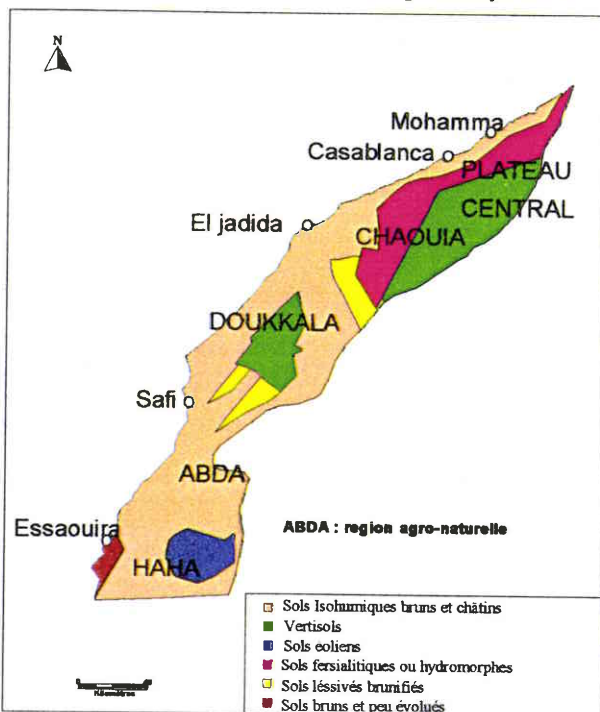 N
Mohamma
Casablanca
PLATEAU
CENTRAL
El jadida
CHAOUIA
DOUKKALA
Safi
ABDA
Essaouira
ABDA : region agro-naturelle
HAHA
Sols Isohumiques bruns et châtins
Vertisols
Sols eoliens
Sols fersialitiques ou hydromorphes
Sols léssivés brunifiés
Sols bruns et peu évolués